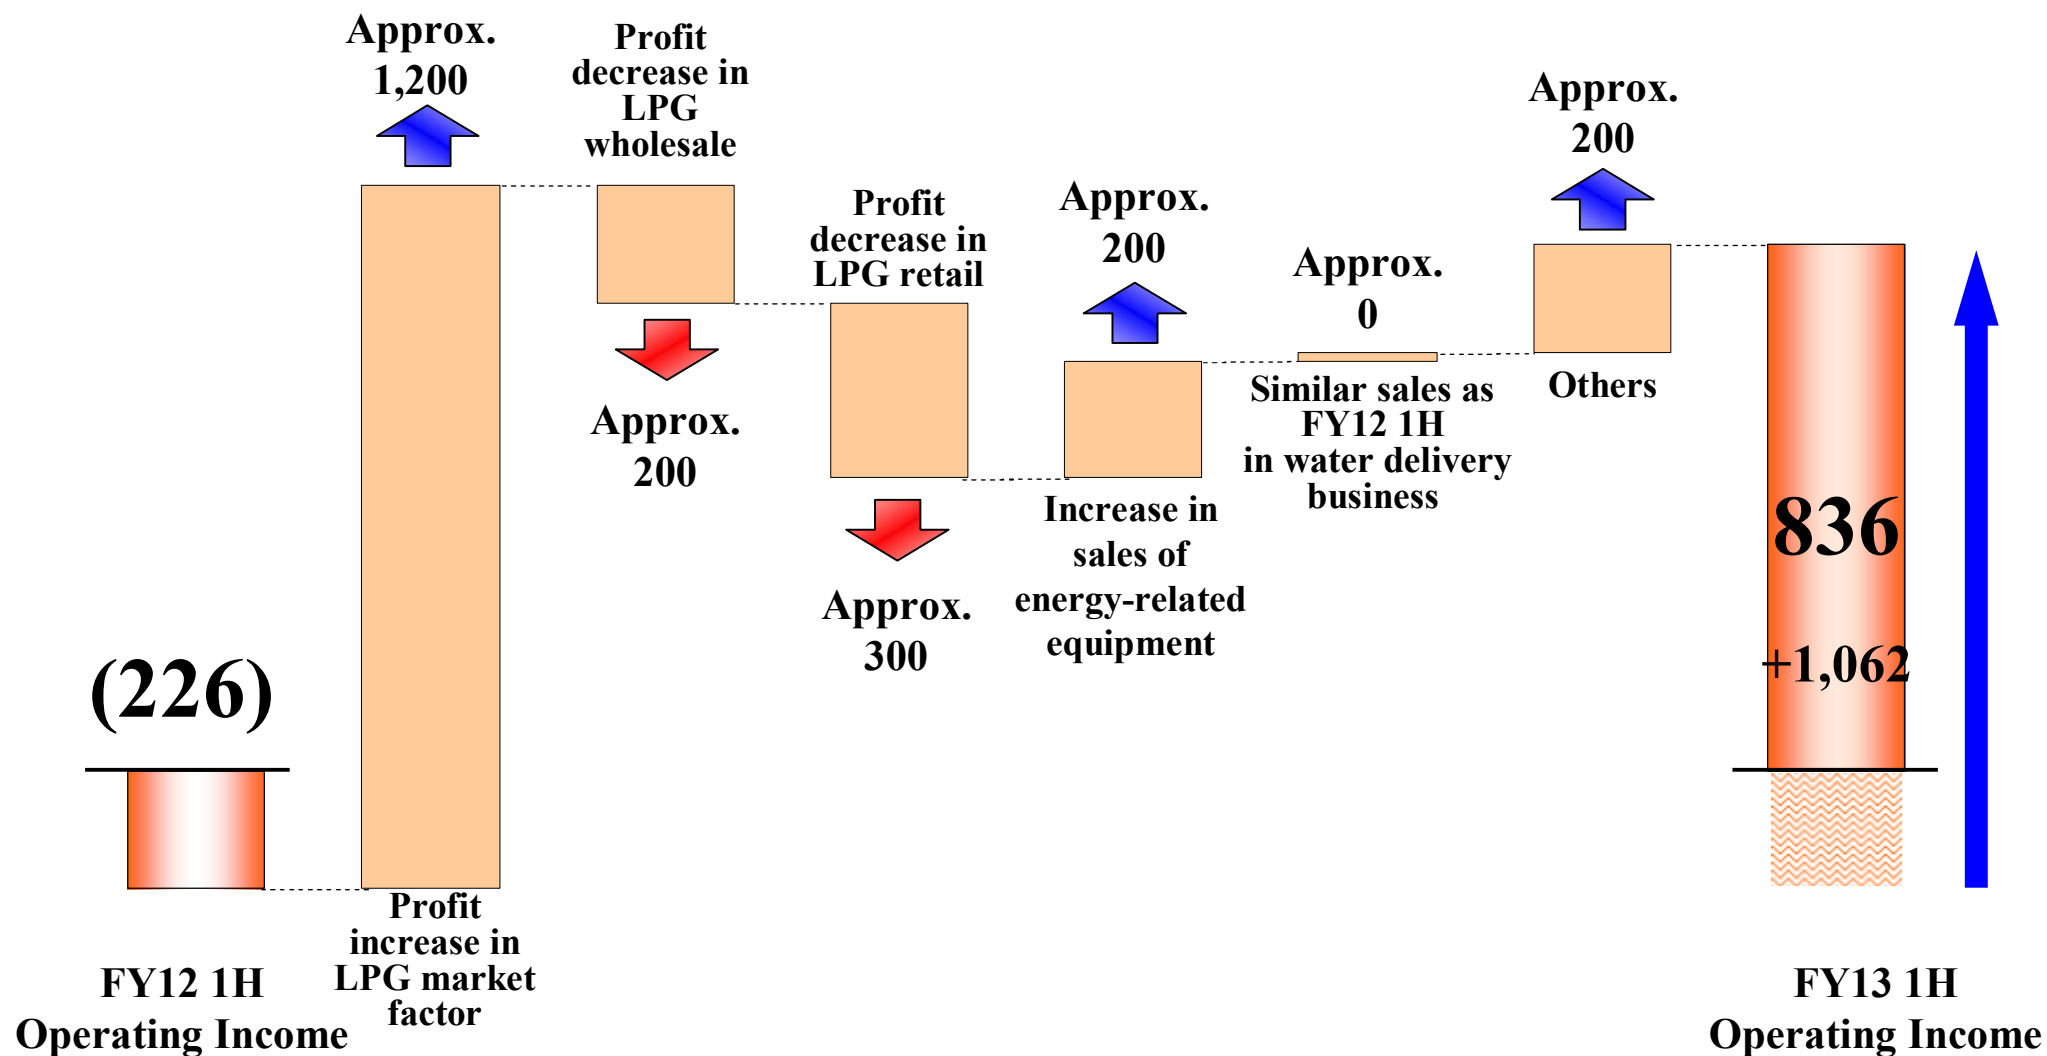 Approx.
1,200
Profit
decrease in
LPG
wholesale
Approx.
200
Profit
decrease in
LPG retail
Approx.
300
Approx.
200
Increase in
sales of
energy-related
equipment
Approx.
0
Similar sales as
FY12 1H
in water delivery
business
Approx.
200
Others
836
+1,062
(226)
Profit
increase in
LPG market
factor
FY12 1H
Operating Income
FY13 1H
Operating Income